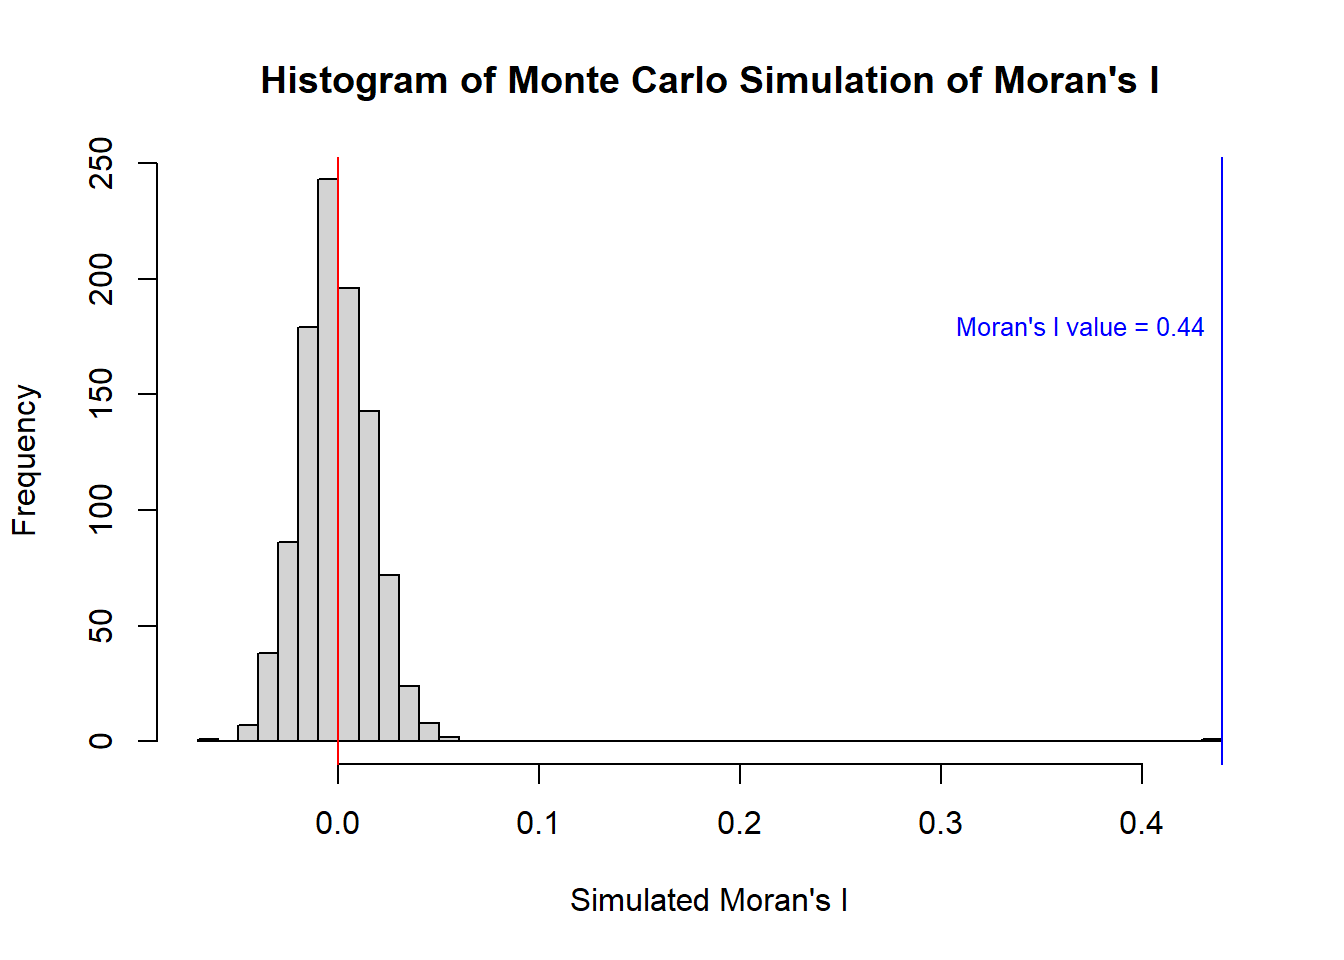 Histogram of Monte Carlo Simulation of Moran's I
250
200
150
100
50
0
Frequency
Moran's I value = 0.44
0.0 0.1 0.2 0.3 0.4
Simulated Moran's I